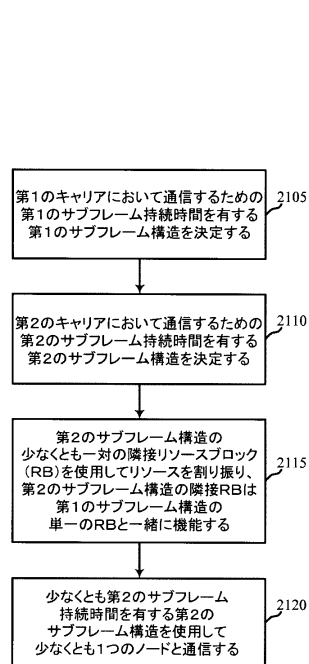 第1のキャリアにおいて通信するための
第1のサブフレーム持続時間を有する
第1のサブフレーム構造を決定する
2105
第2のキャリアにおいて通信するための
第2のサブフレーム持続時間を有する
第2のサブフレーム構造を決定する
2110
第2のサブフレーム構造の
少なくとも一対の隣接リソースブロック
(RB)を使用してリソースを割り振り、
第2のサブフレーム構造の隣接RBは
第1のサブフレーム構造の
単一のRBと一緒に機能する
2115
少なくとも第2のサブフレーム
持続時間を有する第2の
サブフレーム構造を使用して
少なくとも1つのノードと通信する
2120